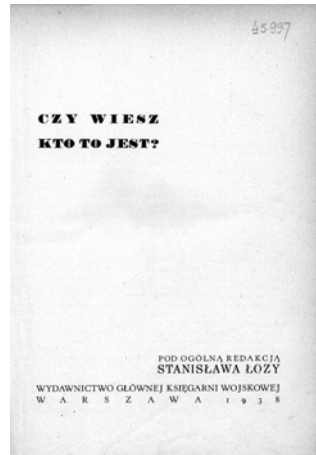 45997
CZY WIESZ
KTO TO JEST?
POD OGÓLNĄ REDAKCJĄ
STANISŁAWA ŁOZY
WYDAWNICTWO GŁÓWNEJ KSIĘGARNI WOJSKOWEJ
WARSZAWA 1938